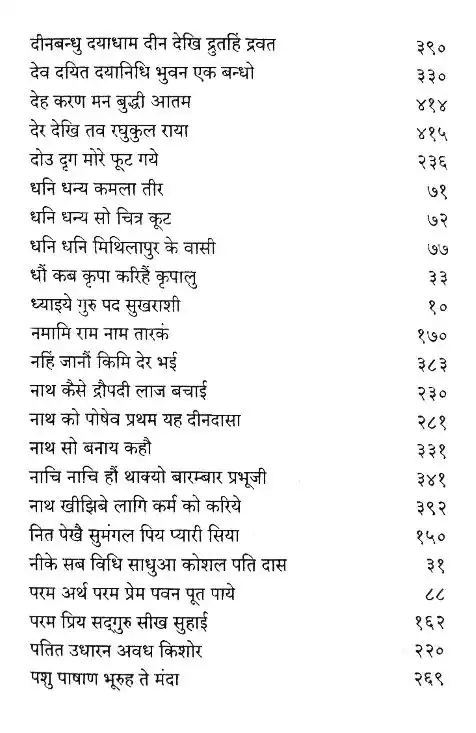 दीनबन्धु दयाधाम दीन देखि द्रुतहिं द्रवत ३९०
देव दयित दयानिधि भुवन एक बन्धो ३३०
देह करण मन बुद्धी आतम ४१४
देर देखि तव रघुकुल राया ४१५
दोउ दृग मोरे फूट गये २३६
धनि धन्य कमला तीर ७१
धनि धन्य सो चित्र कूट ७२
धनि धनि मिथिलापुर के वासी ७७
धौं कब कृपा करिहैं कृपालु ३३
ध्याइये गुरु पद सुखराशी १०
नमामि राम नाम तारकं १७०
नहिं जानौं किमि देर भई ३८३
नाथ कैसे द्रौपदी लाज बचाई २३०
नाथ को पोषेव प्रथम यह दीनदासा २८१
नाथ सो बनाय कहौ ३३१
नाचि नाचि हौं थाक्यो बारम्बार प्रभूजी ३४१
नाथ खीझिबे लागि कर्म को करिये ३९२
नित पेखै सुमंगल पिय प्यारी सिया १५०
नीके सब विधि साधुआ कोशल पति दास ३१
परम अर्थ परम प्रेम पवन पूत पाये ८८
परम प्रिय सद्गुरु सीख सुहाई १६२
पतित उधारन अवध किशोर २२०
पशु पाषाण भूरुह ते मंदा २६९